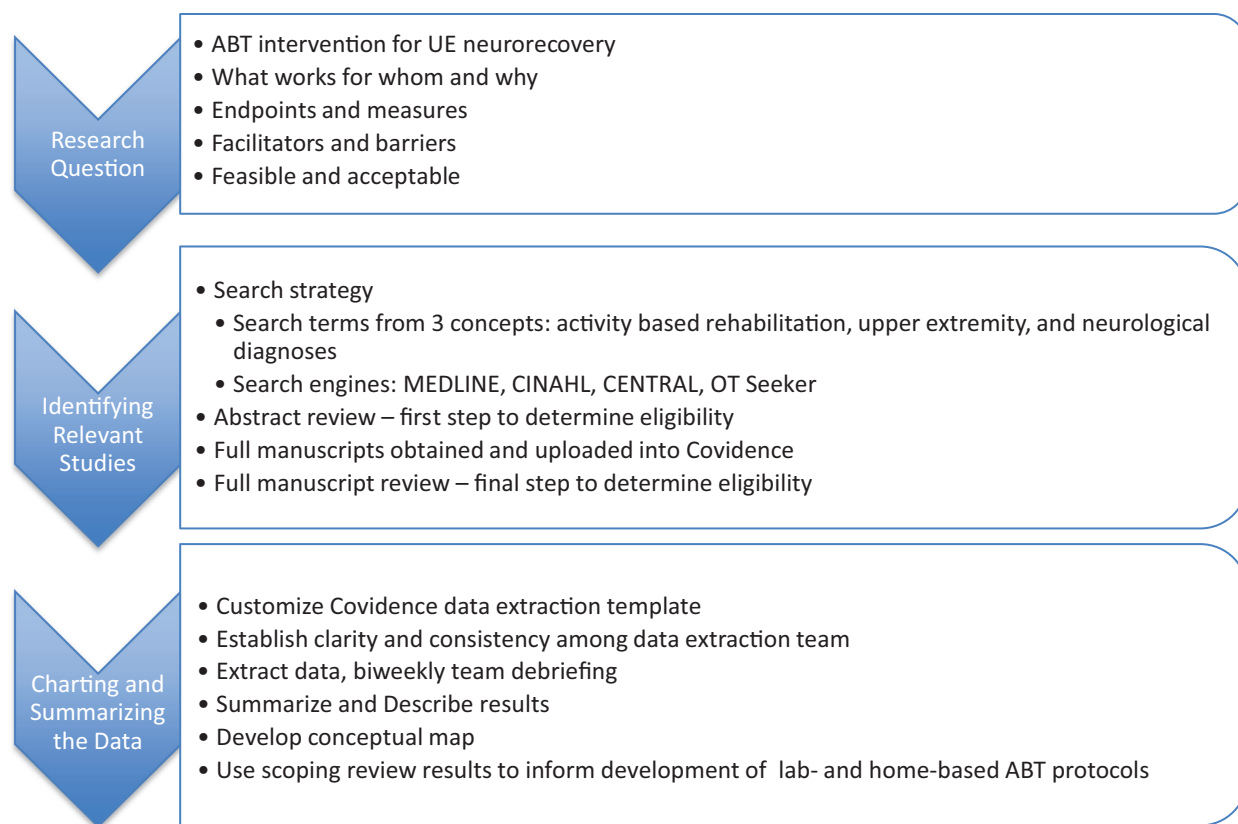 Research
Question
• ABT intervention for UE neurorecovery
• What works for whom and why
• Endpoints and measures
• Facilitators and barriers
• Feasible and acceptable
Identifying
Relevant
Studies
• Search strategy
• Search terms from 3 concepts: activity based rehabilitation, upper extremity, and neurological
diagnoses
• Search engines: MEDLINE, CINAHL, CENTRAL, OT Seeker
• Abstract review – first step to determine eligibility
• Full manuscripts obtained and uploaded into Covidence
• Full manuscript review – final step to determine eligibility
Charting and
Summarizing
the Data
• Customize Covidence data extraction template
• Establish clarity and consistency among data extraction team
• Extract data, biweekly team debriefing
• Summarize and Describe results
• Develop conceptual map
• Use scoping review results to inform development of lab- and home-based ABT protocols